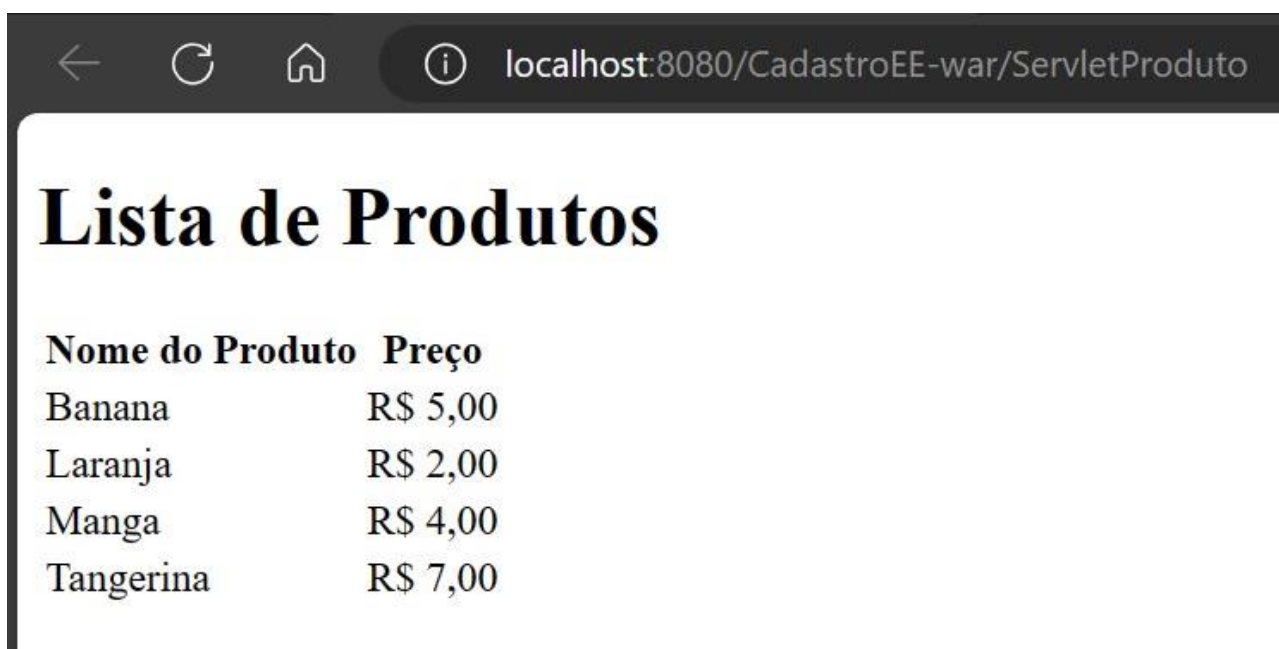 localhost:8080/CadastroEE-war/ServletProduto
Lista de Produtos
Nome do Produto Preço
Banana R$ 5,00
Laranja R$ 2,00
Manga R$ 4,00
Tangerina R$ 7,00